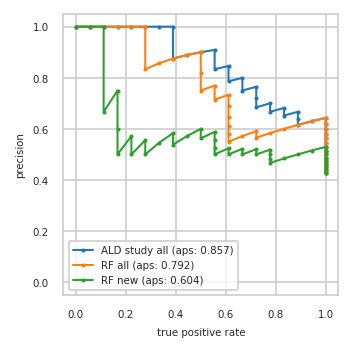 1.0
0.8
0.6
0.4
0.2
0.0
precision
ALD study all (aps: 0.857)
RF all (aps: 0.792)
RF new (aps: 0.604)
0.0 0.2 0.4 0.6 0.8 1.0
true positive rate